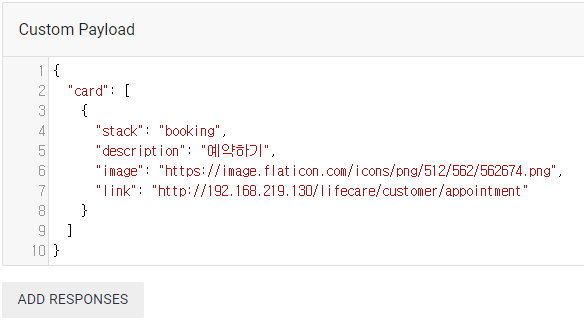 Custom Payload
1 {
2   "card": [
3     {
4       "stack": "booking",
5       "description": "예약하기",
6       "image": "https://image.flaticon.com/icons/png/512/562/562674.png",
7       "link": "http://192.168.219.130/lifecare/customer/appointment"
8     }
9   ]
10 }
ADD RESPONSES